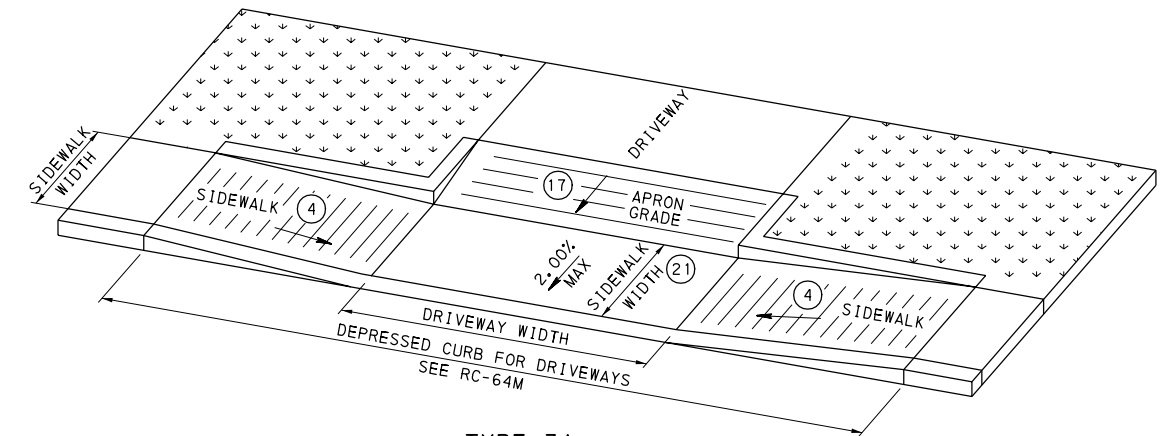 DRIVEWAY
SIDEWALK
WIDTH
SIDEWALK
4
17
APRON
GRADE
2.00%
MAX
SIDEWALK
WIDTH
21
4
SIDEWALK
DRIVEWAY WIDTH
DEPRESSED CURB FOR DRIVEWAYS
SEE RC-64M